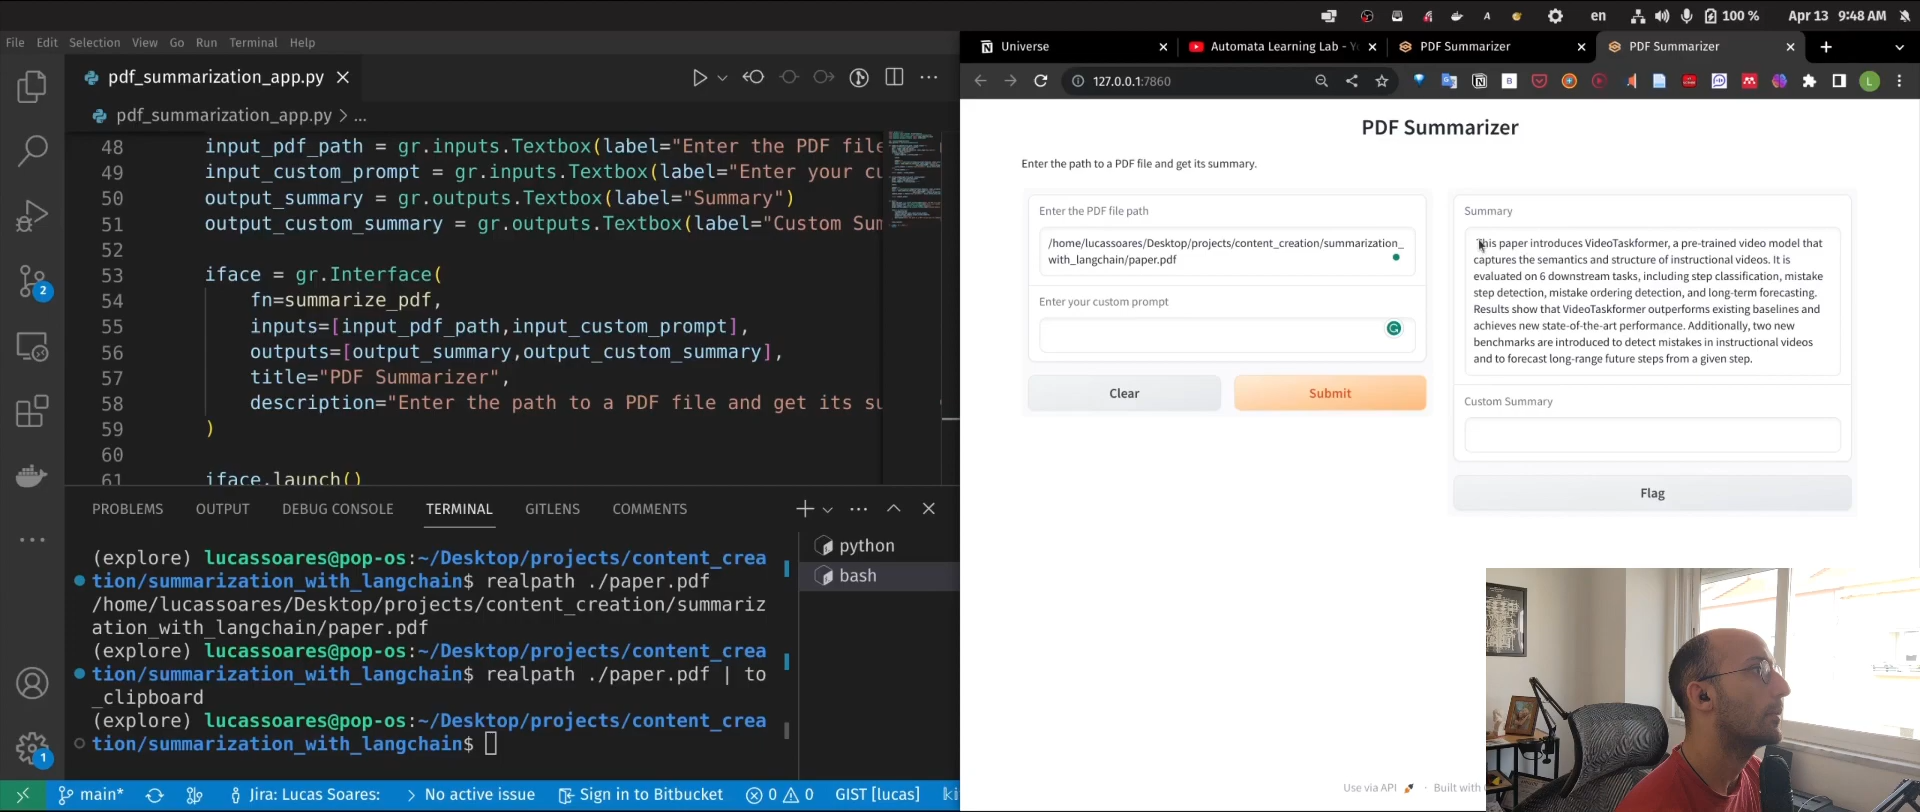 en
100 %
Apr 13 9:48 AM
File Edit Selection View Go Run Terminal Help
pdf_summarization_app.py
pdf_summarization_app.py > ...
48 input_pdf_path = gr.inputs.Textbox(label="Enter the PDF file
49 input_custom_prompt = gr.inputs.Textbox(label="Enter your cu
50 output_summary = gr.outputs.Textbox(label="Summary")
51 output_custom_summary = gr.outputs.Textbox(label="Custom Sum
52
53 iface = gr.Interface(
54 fn=summarize_pdf,
55 inputs=[input_pdf_path,input_custom_prompt],
56 outputs=[output_summary,output_custom_summary],
57 title="PDF Summarizer",
58 description="Enter the path to a PDF file and get its su
59 )
60
61 iface.launch()
PROBLEMS OUTPUT DEBUG CONSOLE TERMINAL GITLENS COMMENTS
python
bash
(explore) lucassoares@pop-os:~/Desktop/projects/content_crea
tion/summarization_with_langchain$ realpath ./paper.pdf
/home/lucassoares/Desktop/projects/content_creation/summariz
ation_with_langchain/paper.pdf
(explore) lucassoares@pop-os:~/Desktop/projects/content_crea
tion/summarization_with_langchain$ realpath ./paper.pdf | to
_clipboard
(explore) lucassoares@pop-os:~/Desktop/projects/content_crea
tion/summarization_with_langchain$
2
1
main* Jira: Lucas Soares: > No active issue Sign in to Bitbucket 0 0 GIST [lucas]
Universe
Automata Learning Lab -
PDF Summarizer
PDF Summarizer
127.0.0.1:7860
L
PDF Summarizer
Enter the path to a PDF file and get its summary.
Enter the PDF file path
/home/lucassoares/Desktop/projects/content_creation/summarization_
with_langchain/paper.pdf
Enter your custom prompt
Clear
Submit
Summary
This paper introduces VideoTaskformer, a pre-trained video model that
captures the semantics and structure of instructional videos. It is
evaluated on 6 downstream tasks, including step classification, mistake
step detection, mistake ordering detection, and long-term forecasting.
Results show that VideoTaskformer outperforms existing baselines and
achieves new state-of-the-art performance. Additionally, two new
benchmarks are introduced to detect mistakes in instructional videos
and to forecast long-range future steps from a given step.
Custom Summary
Flag
Use via API · Built with